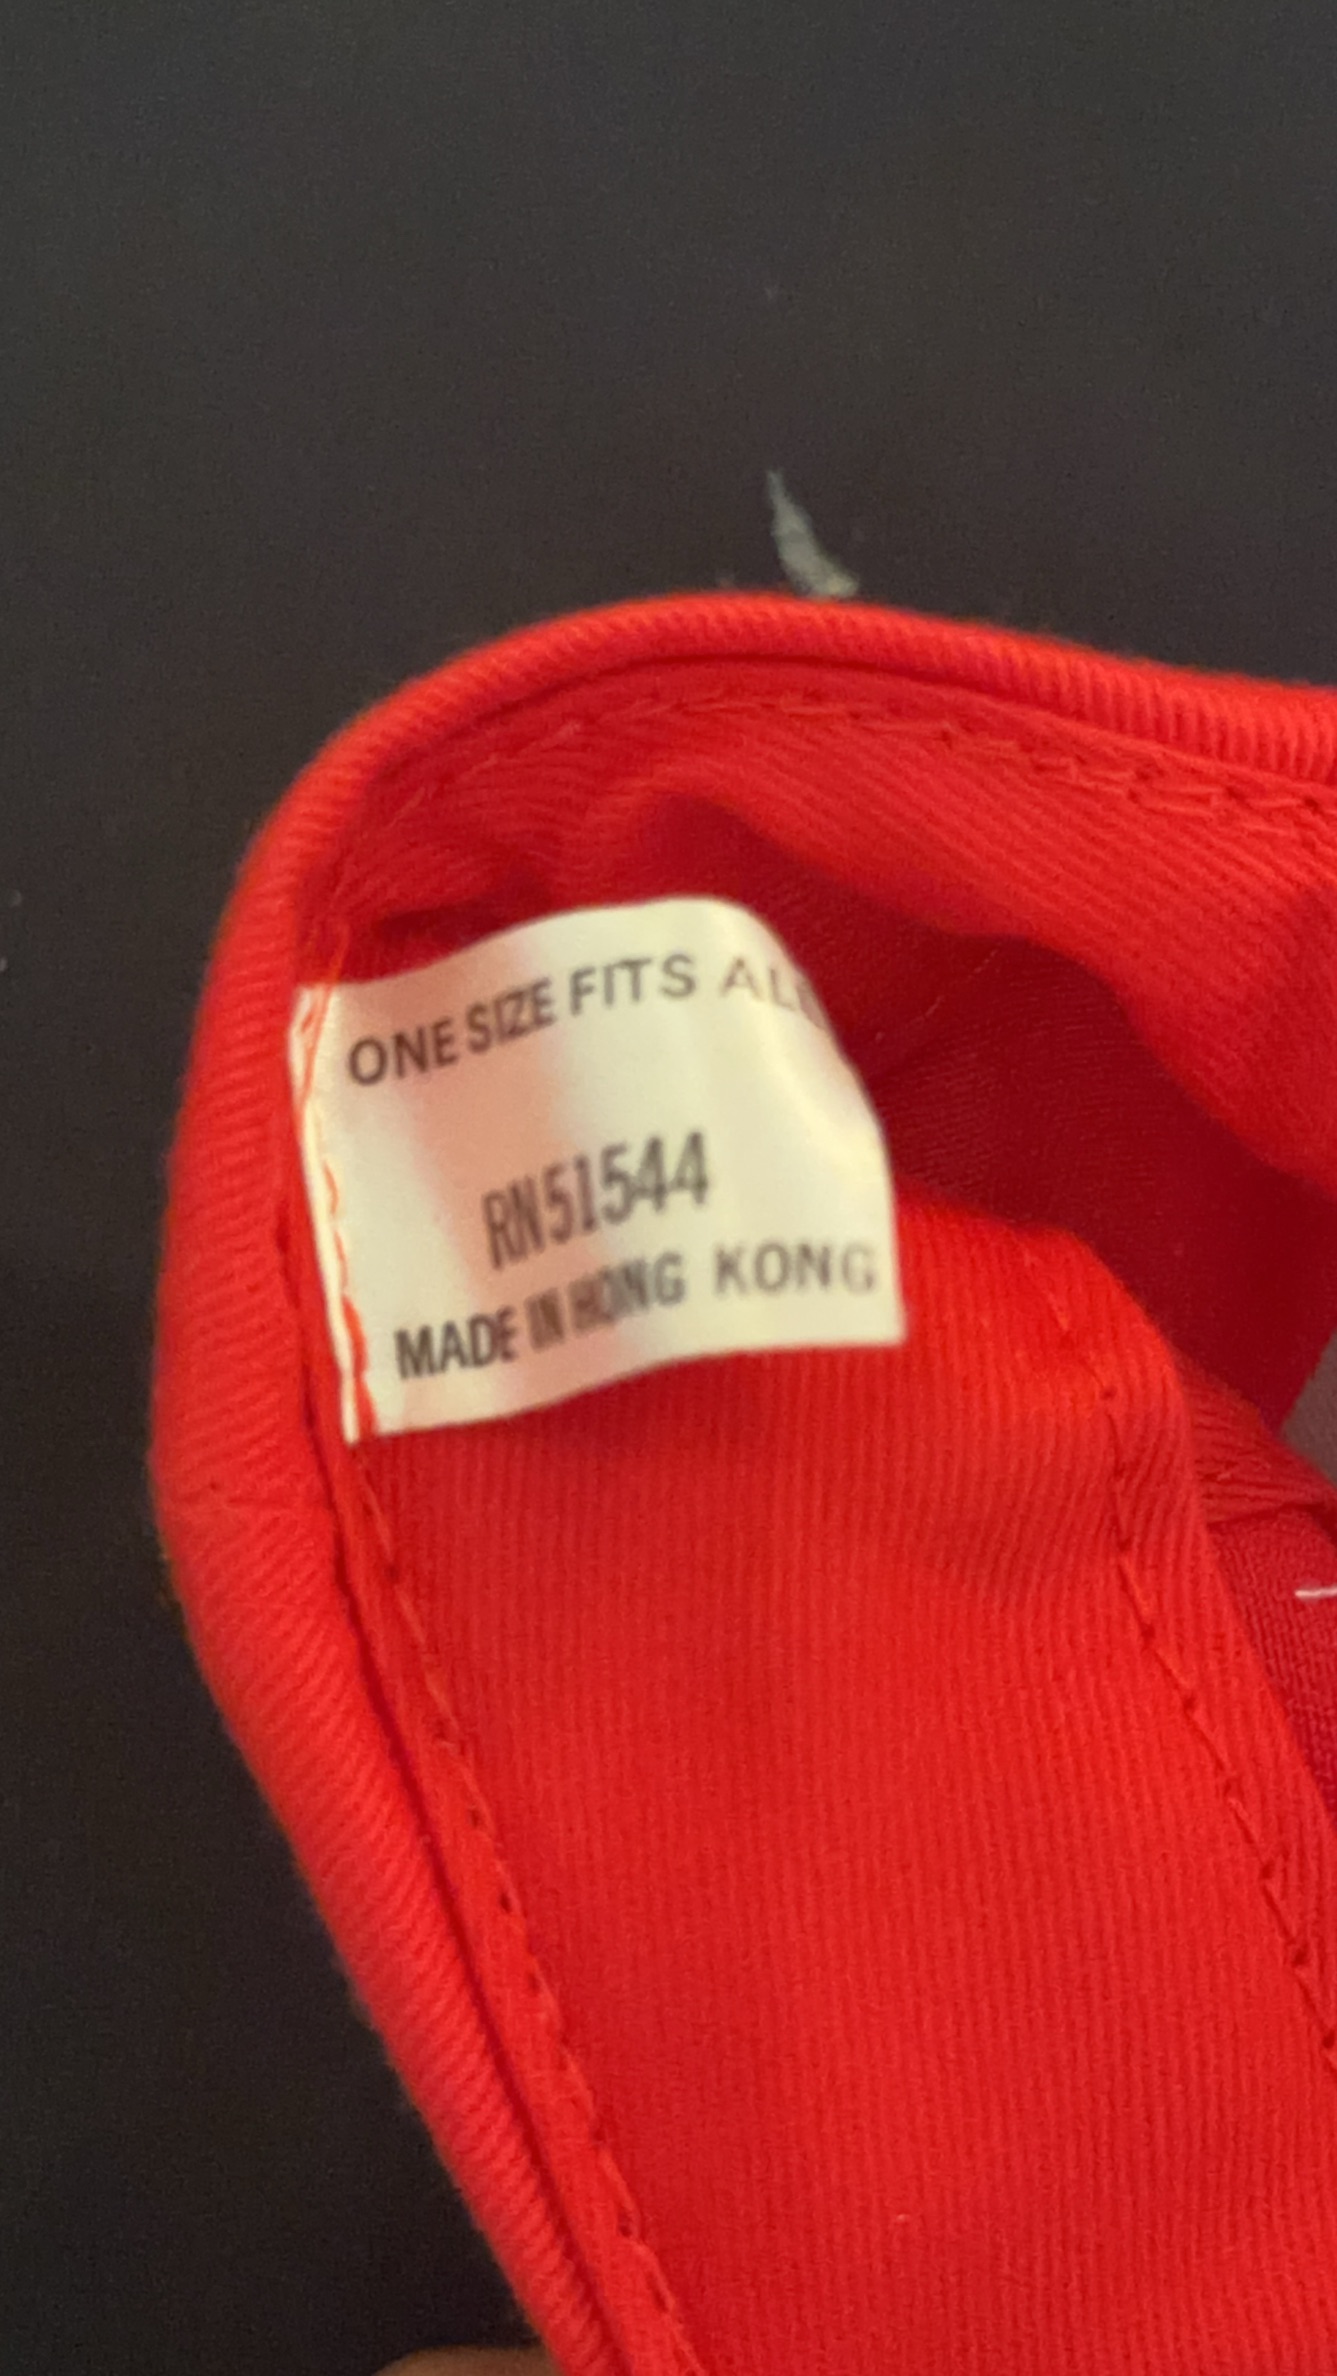 ONE SIZE FITS ALL
RN51544
MADE IN HONG KONG